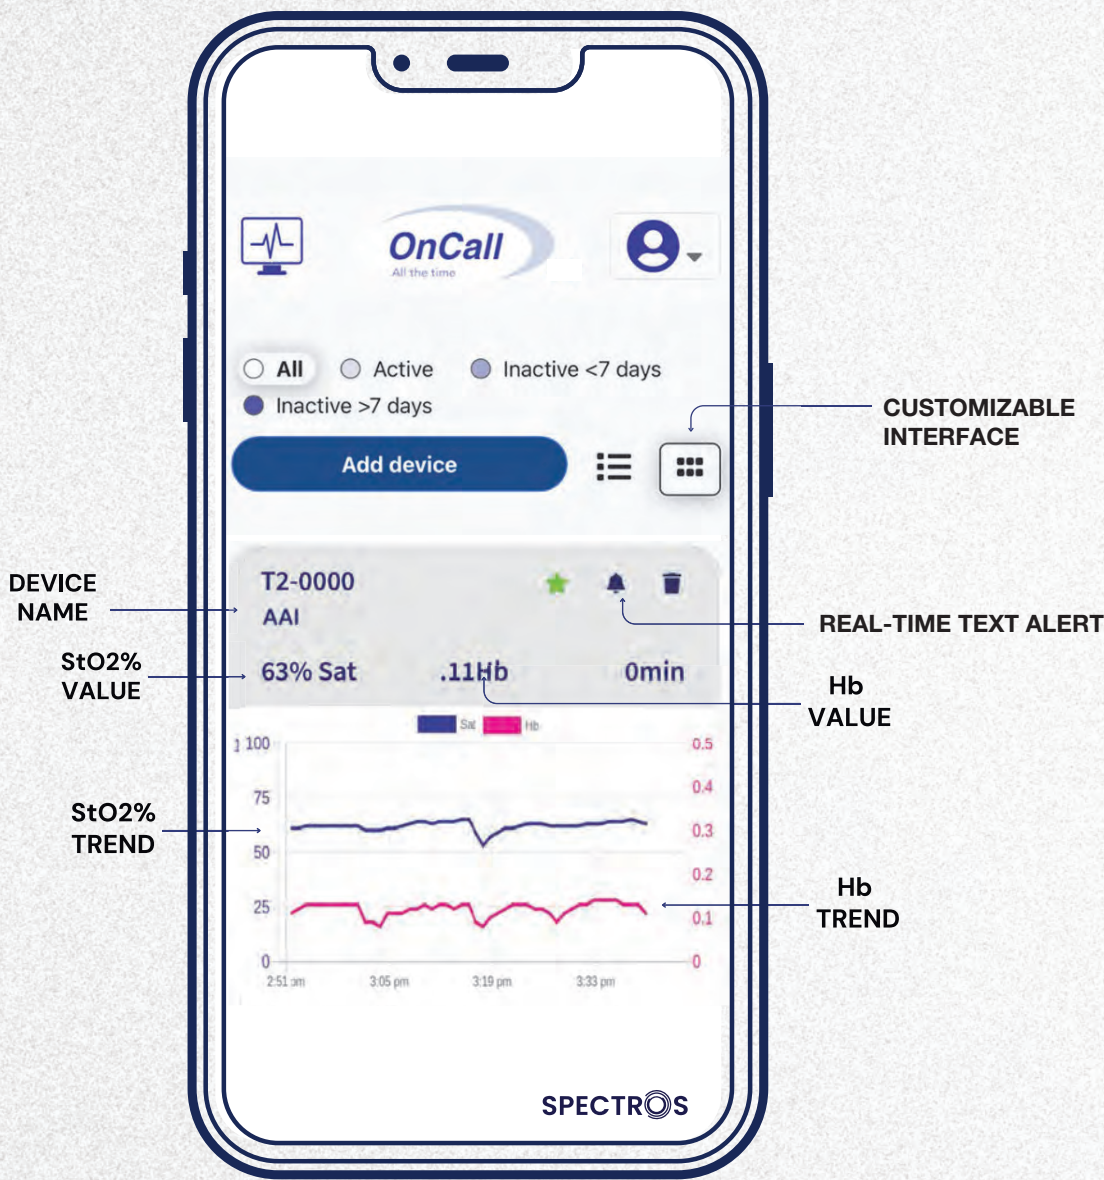 OnCall
All the time
All
Active
Inactive <7 days
Inactive >7 days
Add device
CUSTOMIZABLE
INTERFACE
DEVICE
NAME
T2-0000
AAI
REAL-TIME TEXT ALERT
StO2%
VALUE
63% Sat
.11Hb
0min
Hb
VALUE
Sat
Hb
100
75
50
25
0
0.5
0.4
0.3
0.2
0.1
0
StO2%
TREND
Hb
TREND
2:51 pm
3:05 pm
3:19 pm
3:33 pm
SPECTROS